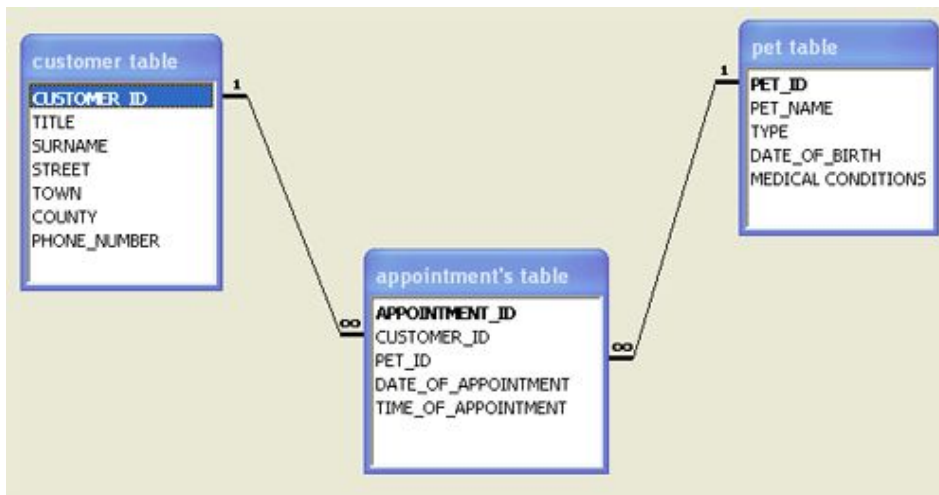 customer table
CUSTOMER_ID
TITLE
SURNAME
STREET
TOWN
COUNTY
PHONE_NUMBER
1
∞
appointment's table
APPOINTMENT_ID
CUSTOMER_ID
PET_ID
DATE_OF_APPOINTMENT
TIME_OF_APPOINTMENT
∞
1
pet table
PET_ID
PET_NAME
TYPE
DATE_OF_BIRTH
MEDICAL CONDITIONS